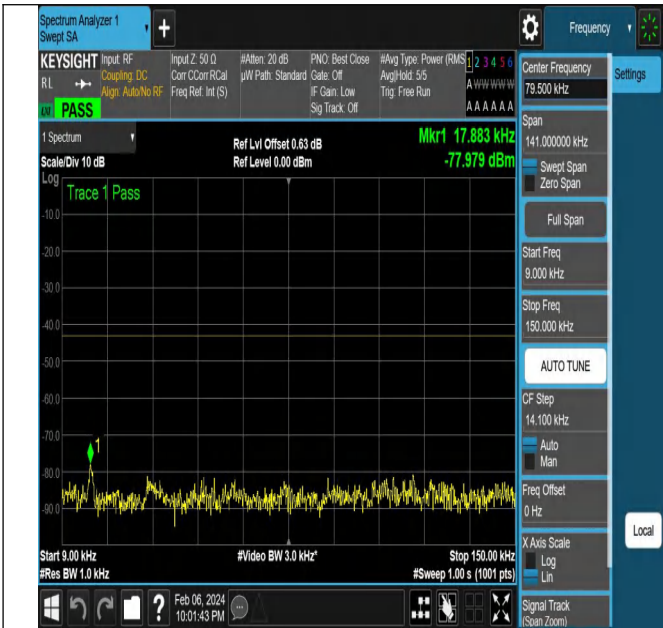 Spectrum Analyzer 1
Swept SA
Frequency
KEYSIGHT
RL
PASS
Input: RF
Coupling: DC
Align: Auto/No RF
Input Z: 50 Ω
Corr CCorr RCal
Freq Ref: Int (S)
#Atten: 20 dB
µW Path: Standard
PNO: Best Close
Gate: Off
IF Gain: Low
Sig Track: Off
#Avg Type: Power (RMS
Avg|Hold: 5/5
Trig: Free Run
1 2 3 4 5 6
A W W W W W
A A A A A A
1 Spectrum
Scale/Div 10 dB
Ref Lvl Offset 0.63 dB
Ref Level 0.00 dBm
Mkr1 17.883 kHz
-77.979 dBm
Log
Trace 1 Pass
-10.0
-20.0
-30.0
-40.0
-50.0
-60.0
-70.0
-80.0
-90.0
1
Start 9.00 kHz
#Res BW 1.0 kHz
#Video BW 3.0 kHz*
Stop 150.00 kHz
#Sweep 1.00 s (1001 pts)
?
Feb 06, 2024
10:01:43 PM
Center Frequency
79.500 kHz
Span
141.000000 kHz
Swept Span
Zero Span
Full Span
Start Freq
9.000 kHz
Stop Freq
150.000 kHz
AUTO TUNE
CF Step
14.100 kHz
Auto
Man
Freq Offset
0 Hz
X Axis Scale
Log
Lin
Signal Track
(Span Zoom)
Settings
Local